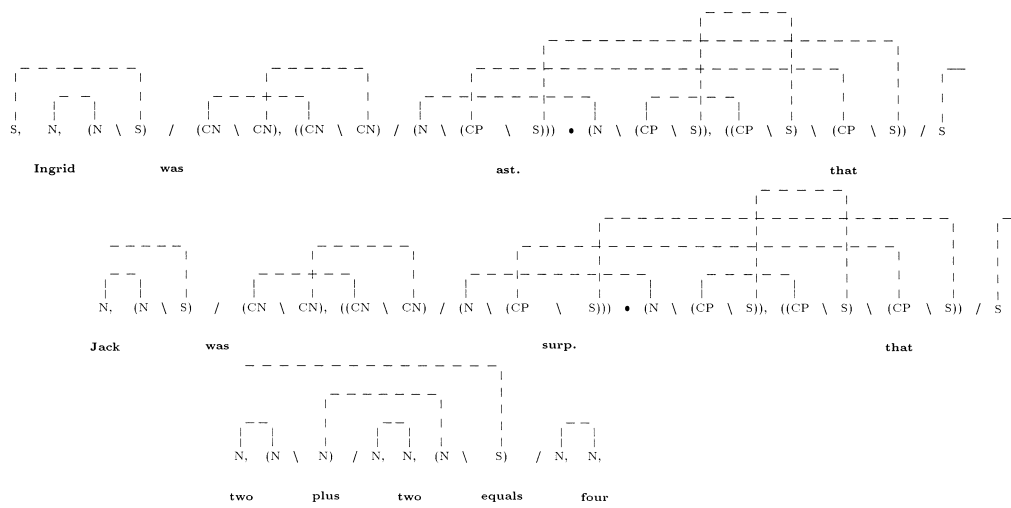 S, N, (N \ S) / (CN \ CN), ((CN \ CN) / (N \ (CP \ S))) • (N \ (CP \ S)), ((CP \ S) \ (CP \ S)) / S
Ingrid was ast. that
N, (N \ S) / (CN \ CN), ((CN \ CN) / (N \ (CP \ S))) • (N \ (CP \ S)), ((CP \ S) \ (CP \ S)) / S
Jack was surp. that
N, (N \ N) / N, N, (N \ S) / N, N,
two plus two equals four